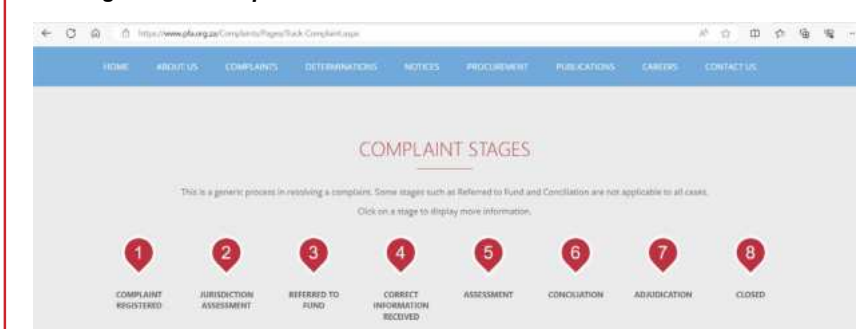 https://www.pfa.org.za/Complaints/Pages/Track-Complaint.aspx
HOME ABOUT US COMPLAINTS DETERMINATIONS NOTICES PROCUREMENT PUBLICATIONS CAREERS CONTACT US
COMPLAINT STAGES
This is a generic process in resolving a complaint. Some stages such as Referred to Fund and Conciliation are not applicable to all cases.
Click on a stage to display more information.
1 2 3 4 5 6 7 8
COMPLAINT JURISDICTION REFERRED TO CORRECT ASSESSMENT CONCILIATION ADJUDICATION CLOSED
REGISTERED ASSESSMENT FUND INFORMATION
RECEIVED